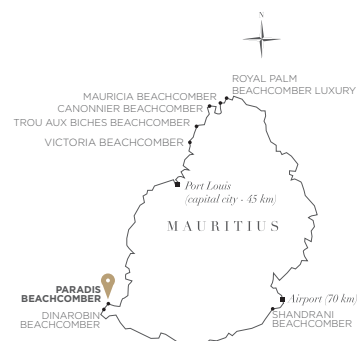 N
ROYAL PALM
BEACHCOMBER LUXURY
MAURICIA BEACHCOMBER
CANONNIER BEACHCOMBER
TROU AUX BICHES BEACHCOMBER
VICTORIA BEACHCOMBER
Port Louis
(capital city - 45 km)
MAURITIUS
PARADIS
BEACHCOMBER
DINAROBIN
BEACHCOMBER
Airport (70 km)
SHANDRANI
BEACHCOMBER